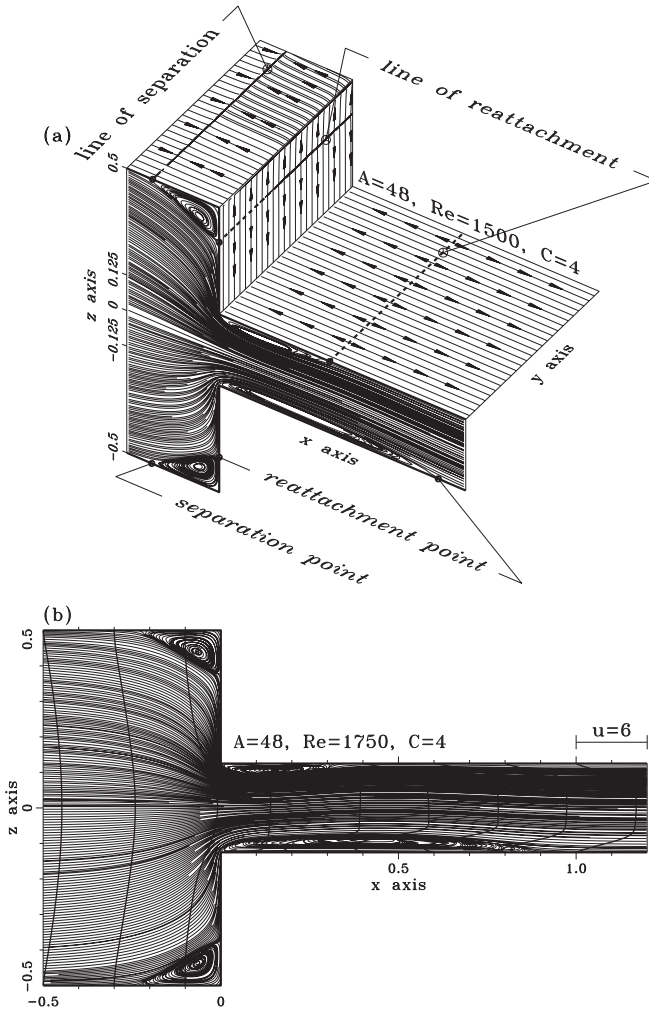 (a)
line of separation
line of reattachment
A=48, Re=1500, C=4
0.5
0.125
0
-0.125
-0.5
z axis
x axis
y axis
reattachment point
separation point
(b)
0.5
0
-0.5
z axis
A=48, Re=1750, C=4
u=6
0.5
1.0
x axis
-0.5
0